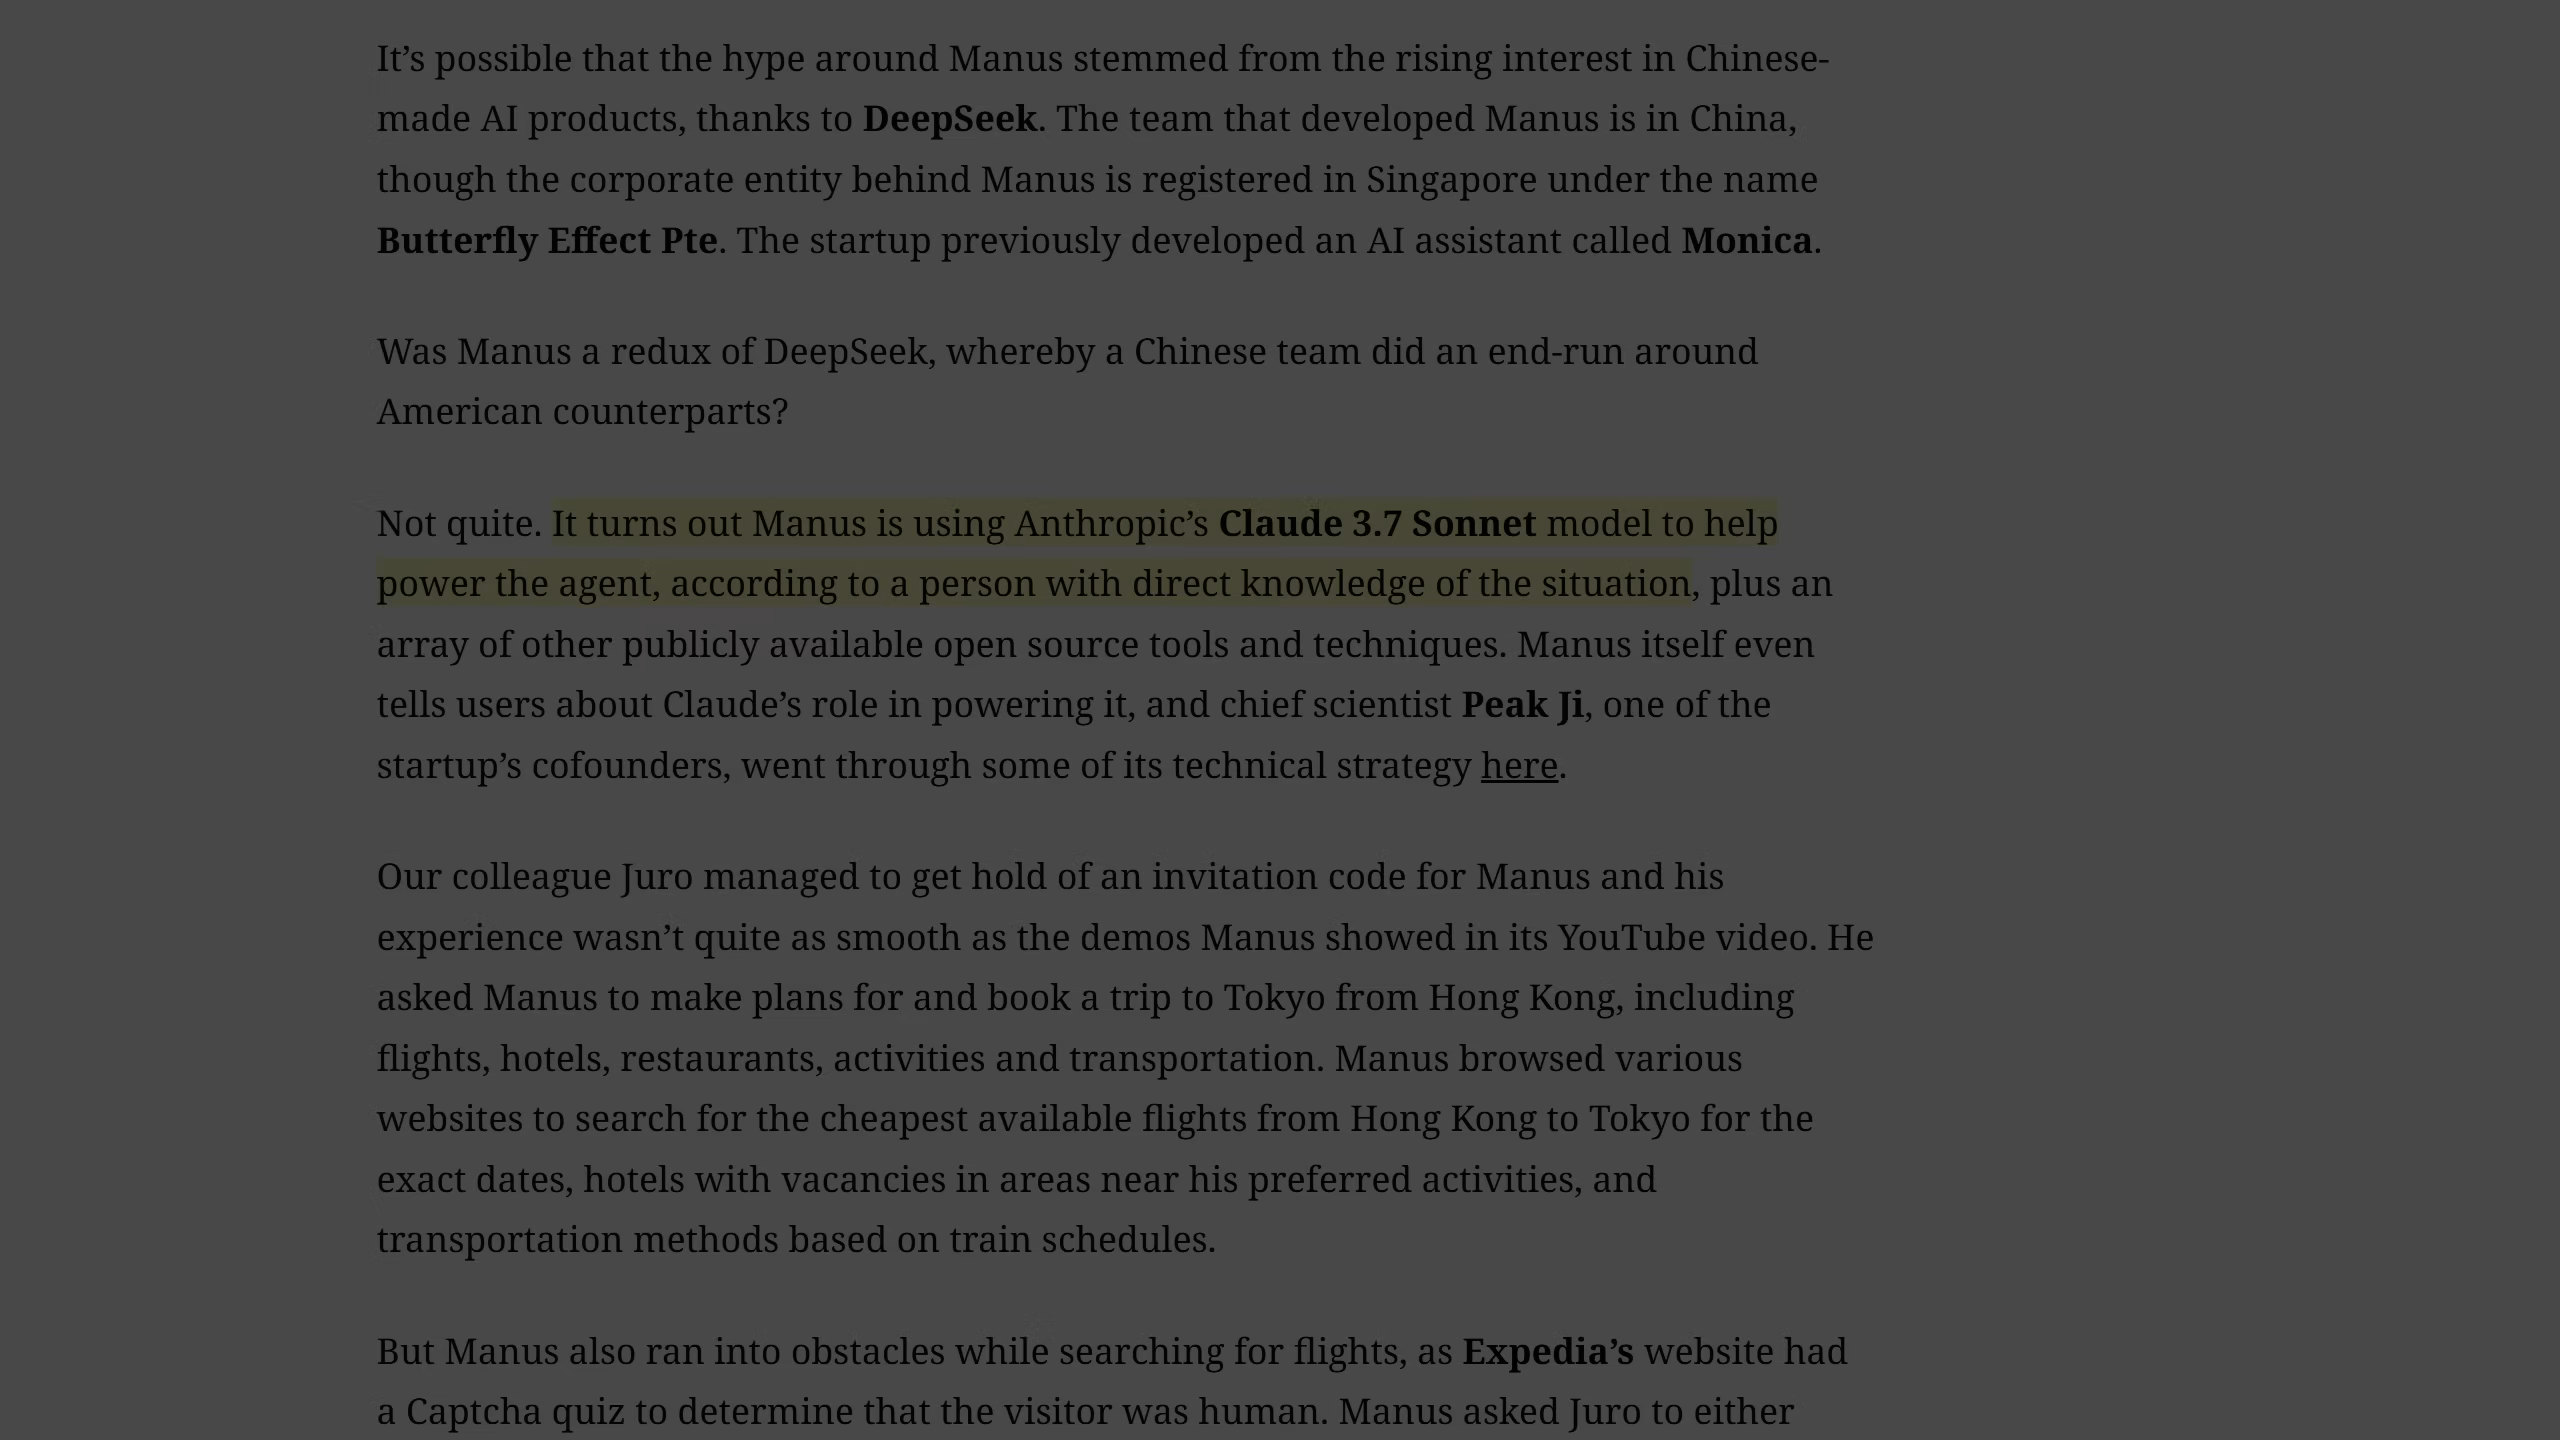 It’s possible that the hype around Manus stemmed from the rising interest in Chinese-
made AI products, thanks to DeepSeek. The team that developed Manus is in China,
though the corporate entity behind Manus is registered in Singapore under the name
Butterfly Effect Pte. The startup previously developed an AI assistant called Monica.
Was Manus a redux of DeepSeek, whereby a Chinese team did an end-run around
American counterparts?
Not quite. It turns out Manus is using Anthropic’s Claude 3.7 Sonnet model to help
power the agent, according to a person with direct knowledge of the situation, plus an
array of other publicly available open source tools and techniques. Manus itself even
tells users about Claude’s role in powering it, and chief scientist Peak Ji, one of the
startup’s cofounders, went through some of its technical strategy here.
Our colleague Juro managed to get hold of an invitation code for Manus and his
experience wasn’t quite as smooth as the demos Manus showed in its YouTube video. He
asked Manus to make plans for and book a trip to Tokyo from Hong Kong, including
flights, hotels, restaurants, activities and transportation. Manus browsed various
websites to search for the cheapest available flights from Hong Kong to Tokyo for the
exact dates, hotels with vacancies in areas near his preferred activities, and
transportation methods based on train schedules.
But Manus also ran into obstacles while searching for flights, as Expedia’s website had
a Captcha quiz to determine that the visitor was human. Manus asked Juro to either